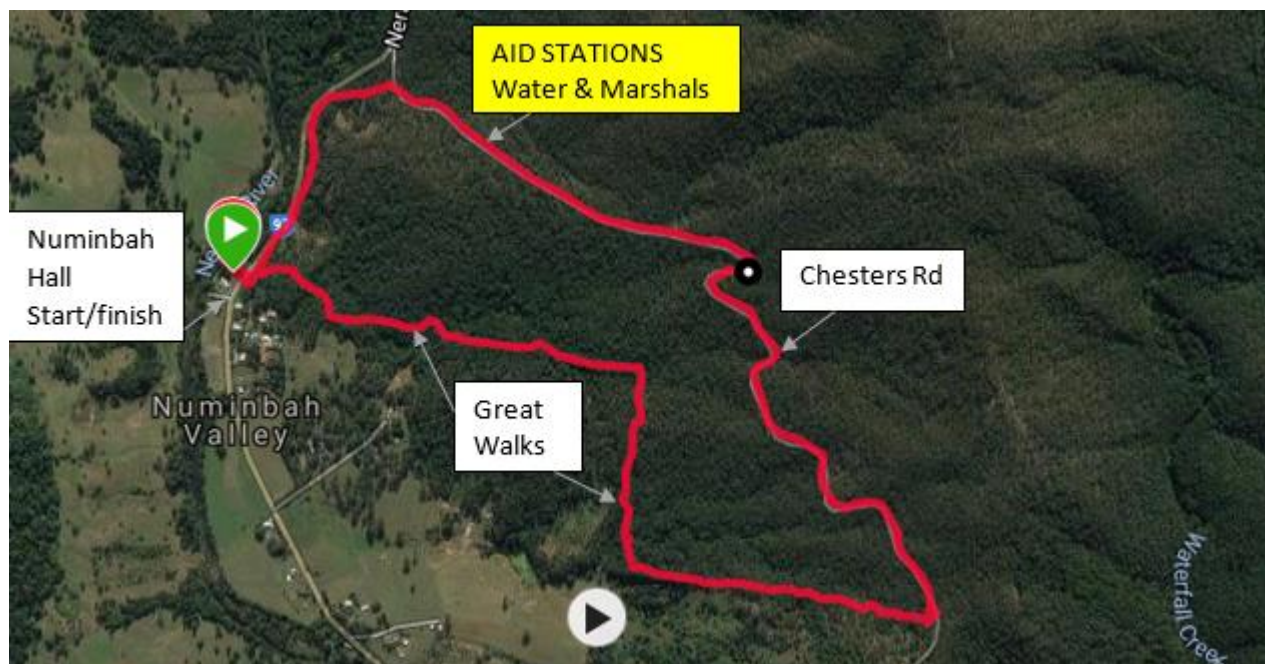 AID STATIONS
Water & Marshals
Numinbah
Hall
Start/finish
Chesters Rd
Great
Walks
Numinbah
Valley
Waterfall Creek